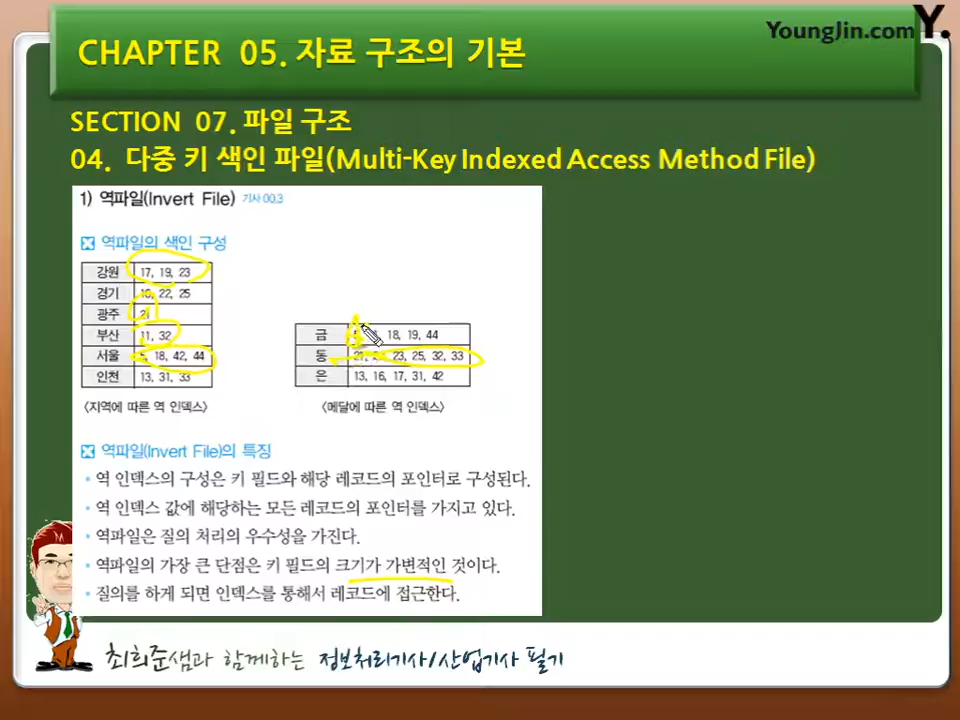 YoungJin.com Y.
CHAPTER 05. 자료 구조의 기본
SECTION 07. 파일 구조
04. 다중 키 색인 파일(Multi-Key Indexed Access Method File)
1) 역파일(Invert File) 기사 00.3
역파일의 색인 구성
강원 17, 19, 23
경기 16, 22, 25
광주 21
부산 11, 32
서울 5, 18, 42, 44
인천 13, 31, 33
금 18, 19, 44
동 21, 23, 25, 32, 33
은 13, 16, 17, 31, 42
〈지역에 따른 역 인덱스〉
〈메달에 따른 역 인덱스〉
역파일(Invert File)의 특징
• 역 인덱스의 구성은 키 필드와 해당 레코드의 포인터로 구성된다.
• 역 인덱스 값에 해당하는 모든 레코드의 포인터를 가지고 있다.
• 역파일은 질의 처리의 우수성을 가진다.
• 역파일의 가장 큰 단점은 키 필드의 크기가 가변적인 것이다.
• 질의를 하게 되면 인덱스를 통해서 레코드에 접근한다.
최희준샘과 함께하는 정보처리기사/산업기사 필기